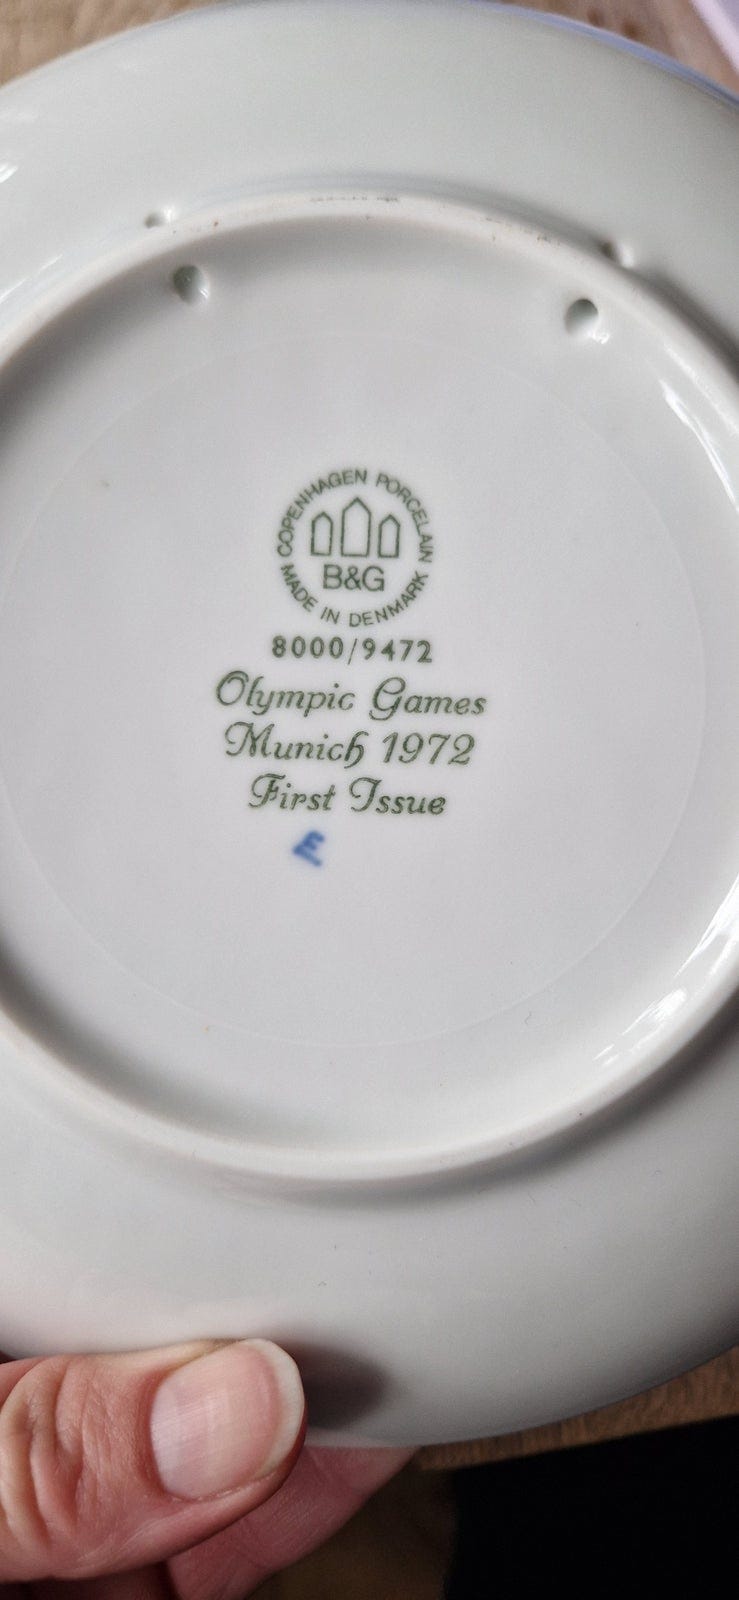 COPENHAGEN PORCELAIN
B&G
MADE IN DENMARK
8000/9472
Olympic Games
Munich 1972
First Issue
E